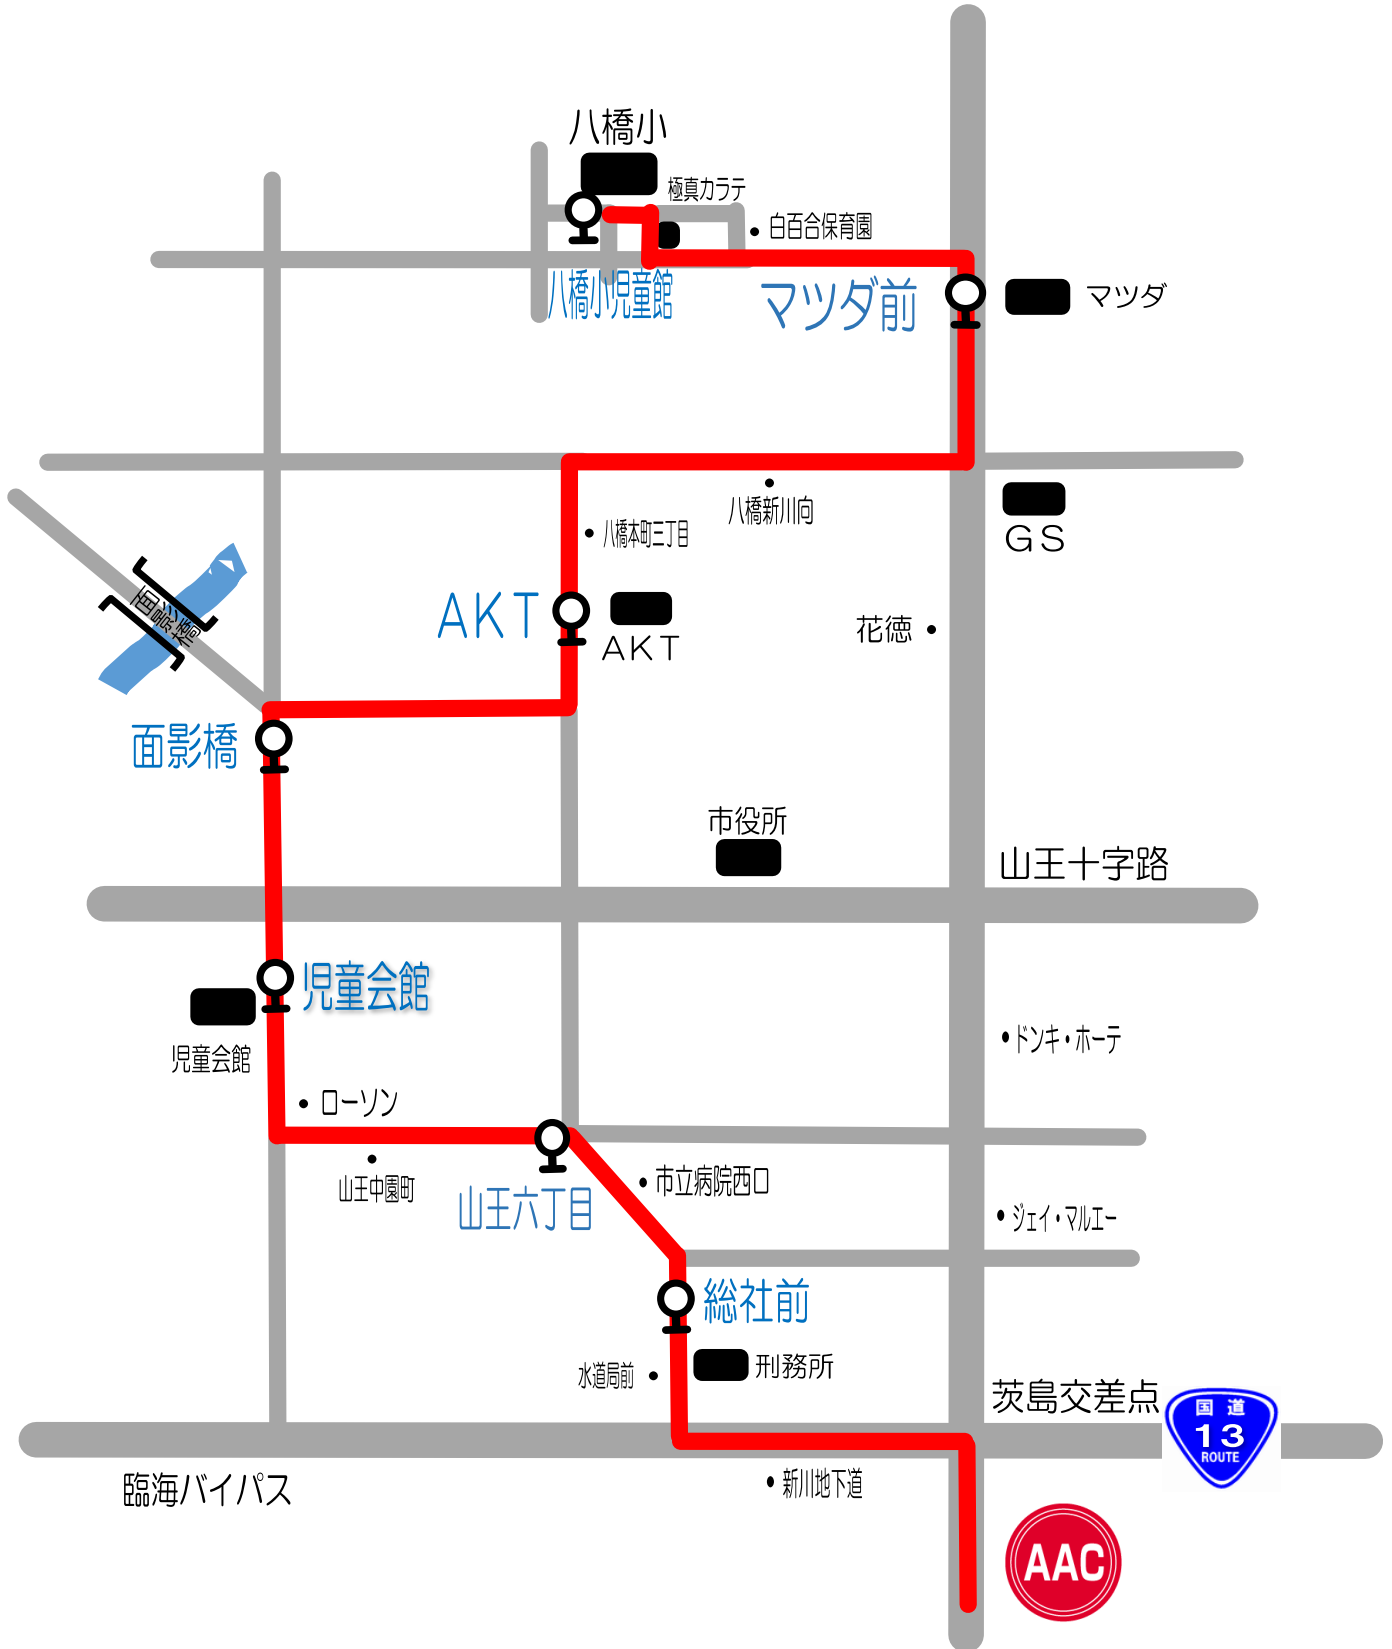 八橋小
極真カラテ
白百合保育園
八橋小児童館
マツダ前
マツダ
八橋新川向
GS
八橋本町三丁目
AKT
AKT
花徳
面影橋
面影橋
市役所
山王十字路
児童会館
児童会館
ドンキ・ホーテ
ローソン
山王中園町
山王六丁目
市立病院西口
ジェイ・マルエー
総社前
水道局前
刑務所
茨島交差点
国道
13
ROUTE
臨海バイパス
新川地下道
AAC